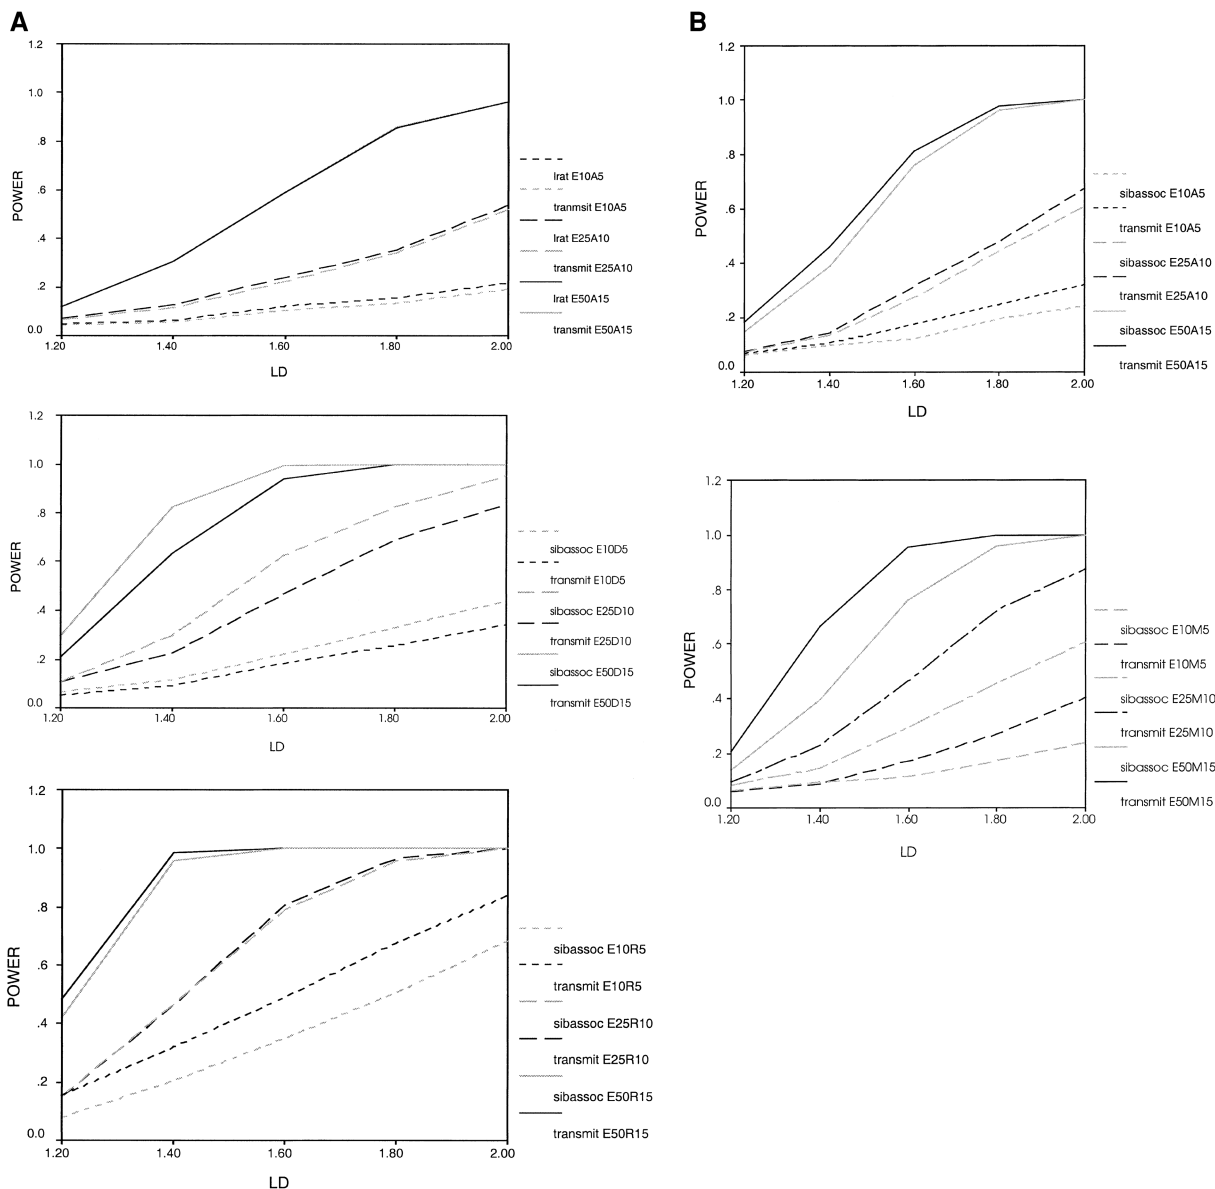 A
1.2
1.0
.8
.6
.4
.2
0.0
POWER
1.20 1.40 1.60 1.80 2.00
LD
lrat E10A5
tranmsit E10A5
lrat E25A10
transmit E25A10
lrat E50A15
transmit E50A15
1.2
1.0
.8
.6
.4
.2
0.0
POWER
1.20 1.40 1.60 1.80 2.00
LD
sibassoc E10D5
transmit E10D5
sibassoc E25D10
transmit E25D10
sibassoc E50D15
transmit E50D15
1.2
1.0
.8
.6
.4
.2
0.0
POWER
1.20 1.40 1.60 1.80 2.00
LD
sibassoc E10R5
transmit E10R5
sibassoc E25R10
transmit E25R10
sibassoc E50R15
transmit E50R15
B
1.2
1.0
.8
.6
.4
.2
0.0
POWER
1.20 1.40 1.60 1.80 2.00
LD
sibassoc E10A5
transmit E10A5
sibassoc E25A10
transmit E25A10
sibassoc E50A15
transmit E50A15
1.2
1.0
.8
.6
.4
.2
0.0
POWER
1.20 1.40 1.60 1.80 2.00
LD
sibassoc E10M5
transmit E10M5
sibassoc E25M10
transmit E25M10
sibassoc E50M15
transmit E50M15